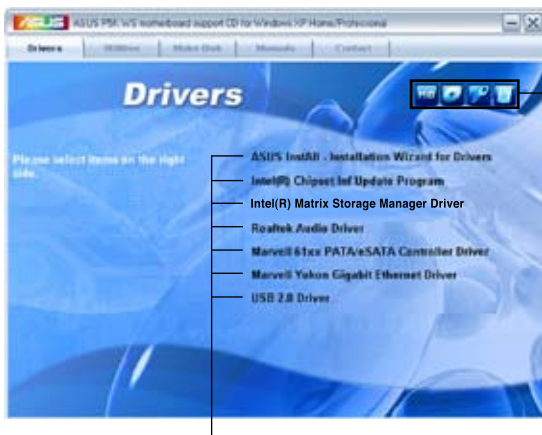 ASUS P5K WS motherboard support CD for Windows XP Home/Professional
Drivers
Utilities
Make Disk
Manuals
Contact
Drivers
Please select items on the right
side.
ASUS InstAll - Installation Wizard for Drivers
Intel(R) Chipset Inf Update Program
Intel(R) Matrix Storage Manager Driver
Realtek Audio Driver
Marvell 61xx PATA/eSATA Controller Driver
Marvell Yukon Gigabit Ethernet Driver
USB 2.0 Driver